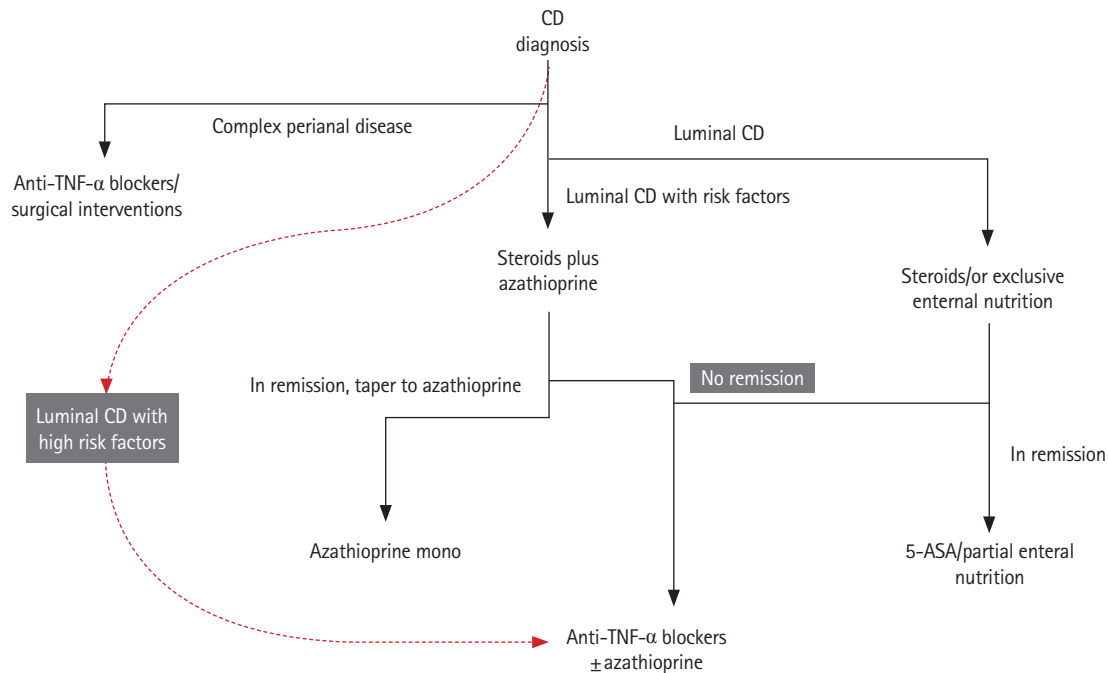 CD
diagnosis
Complex perianal disease
Luminal CD
Anti-TNF-α blockers/
surgical interventions
Luminal CD with risk factors
Steroids plus
azathioprine
Steroids/or exclusive
enternal nutrition
In remission, taper to azathioprine
No remission
Luminal CD with
high risk factors
In remission
Azathioprine mono
5-ASA/partial enteral
nutrition
Anti-TNF-α blockers
±azathioprine